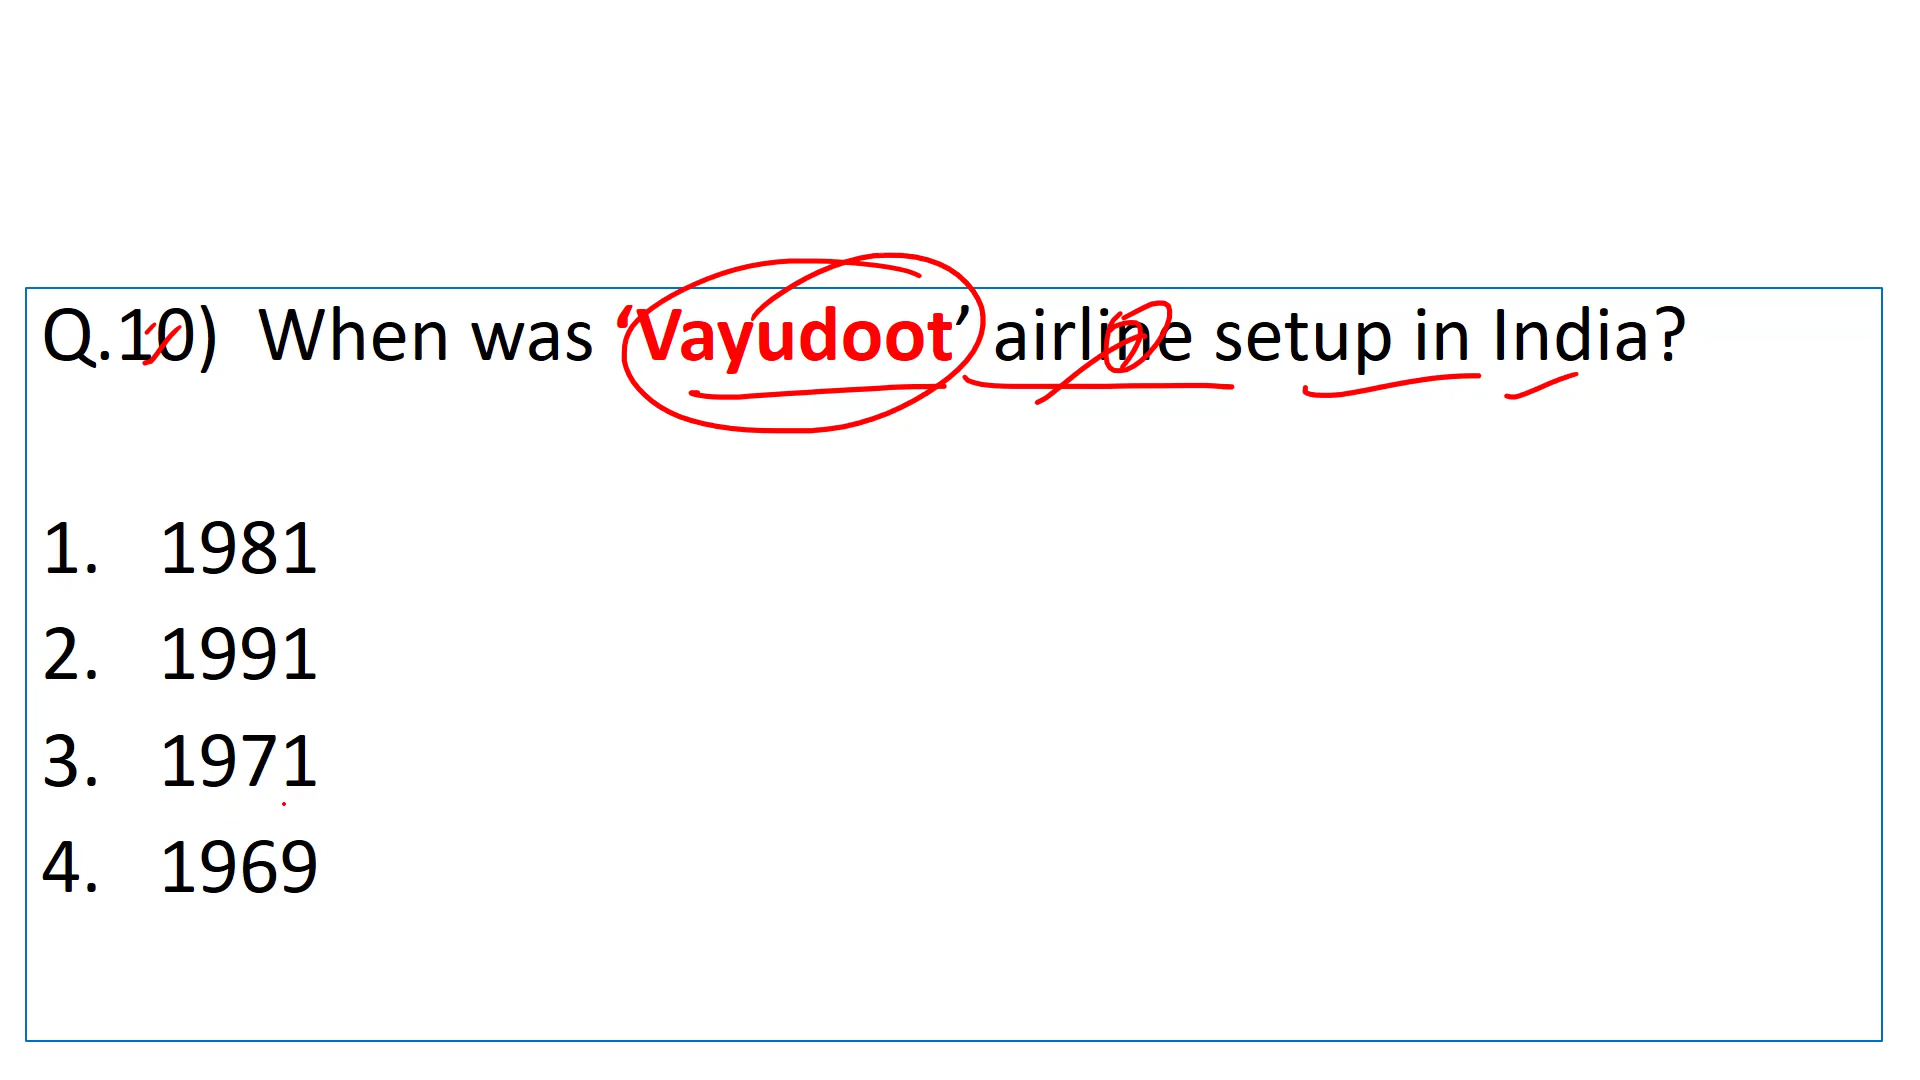 Q.10) When was ‘Vayudoot’ airline setup in India?
1. 1981
2. 1991
3. 1971
4. 1969